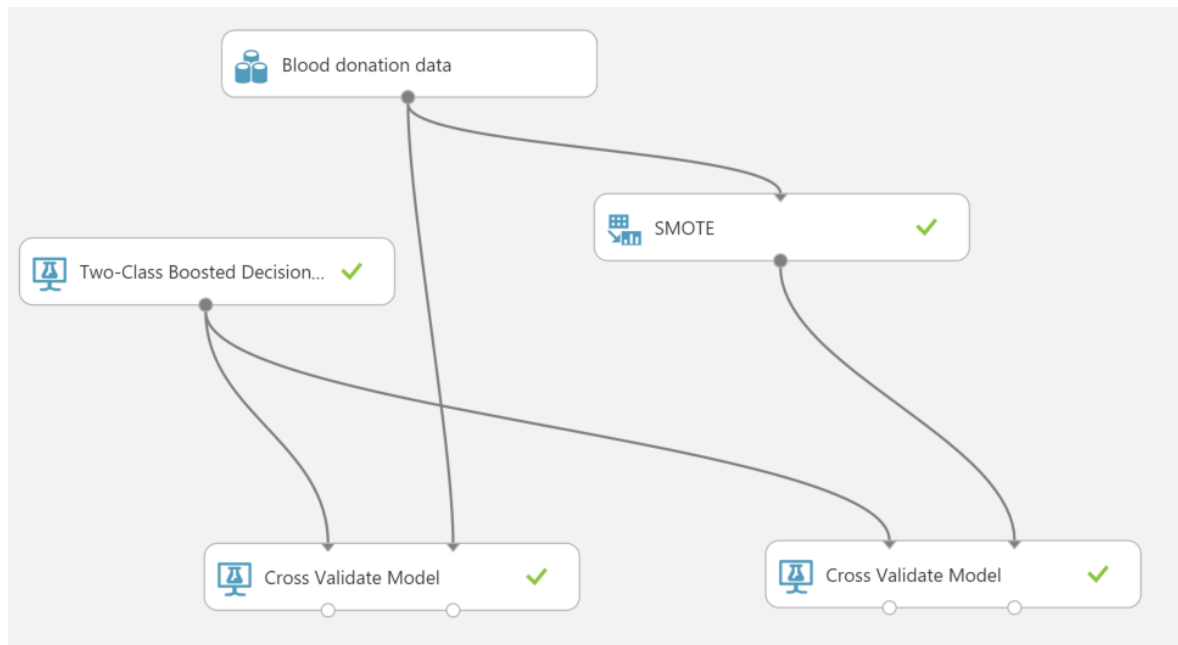 Blood donation data
SMOTE
Two-Class Boosted Decision...
Cross Validate Model
Cross Validate Model